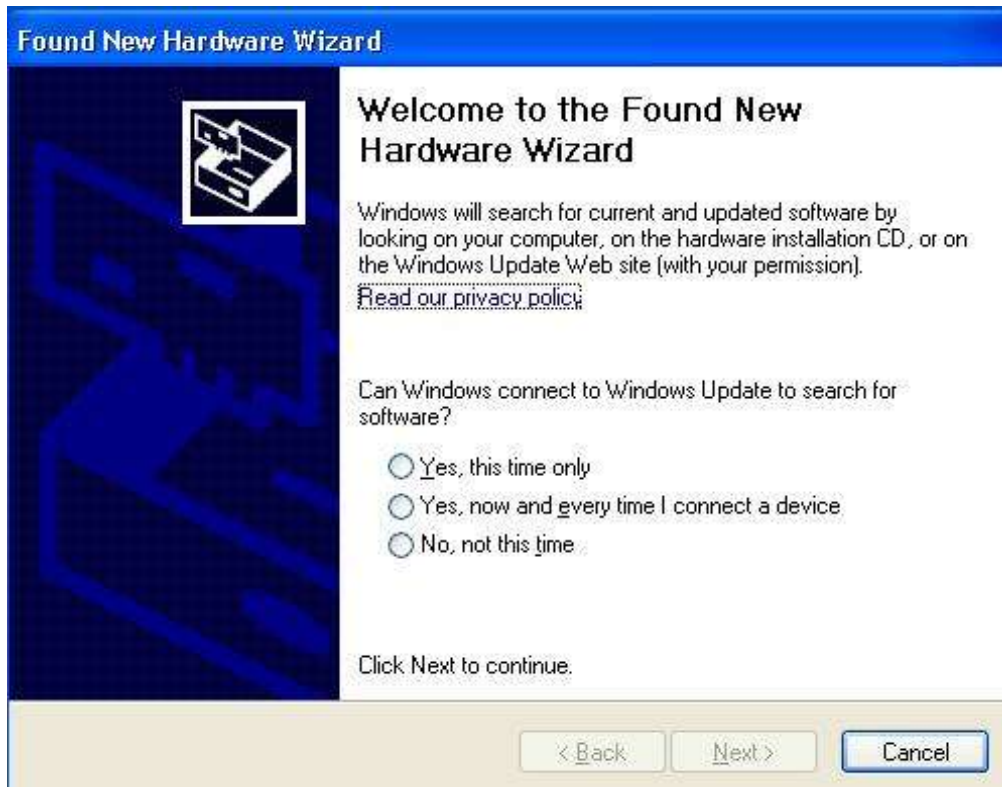 Found New Hardware Wizard
Welcome to the Found New
Hardware Wizard
Windows will search for current and updated software by
looking on your computer, on the hardware installation CD, or on
the Windows Update Web site (with your permission).
Read our privacy policy
Can Windows connect to Windows Update to search for
software?
Yes, this time only
Yes, now and every time I connect a device
No, not this time
Click Next to continue.
< Back Next > Cancel